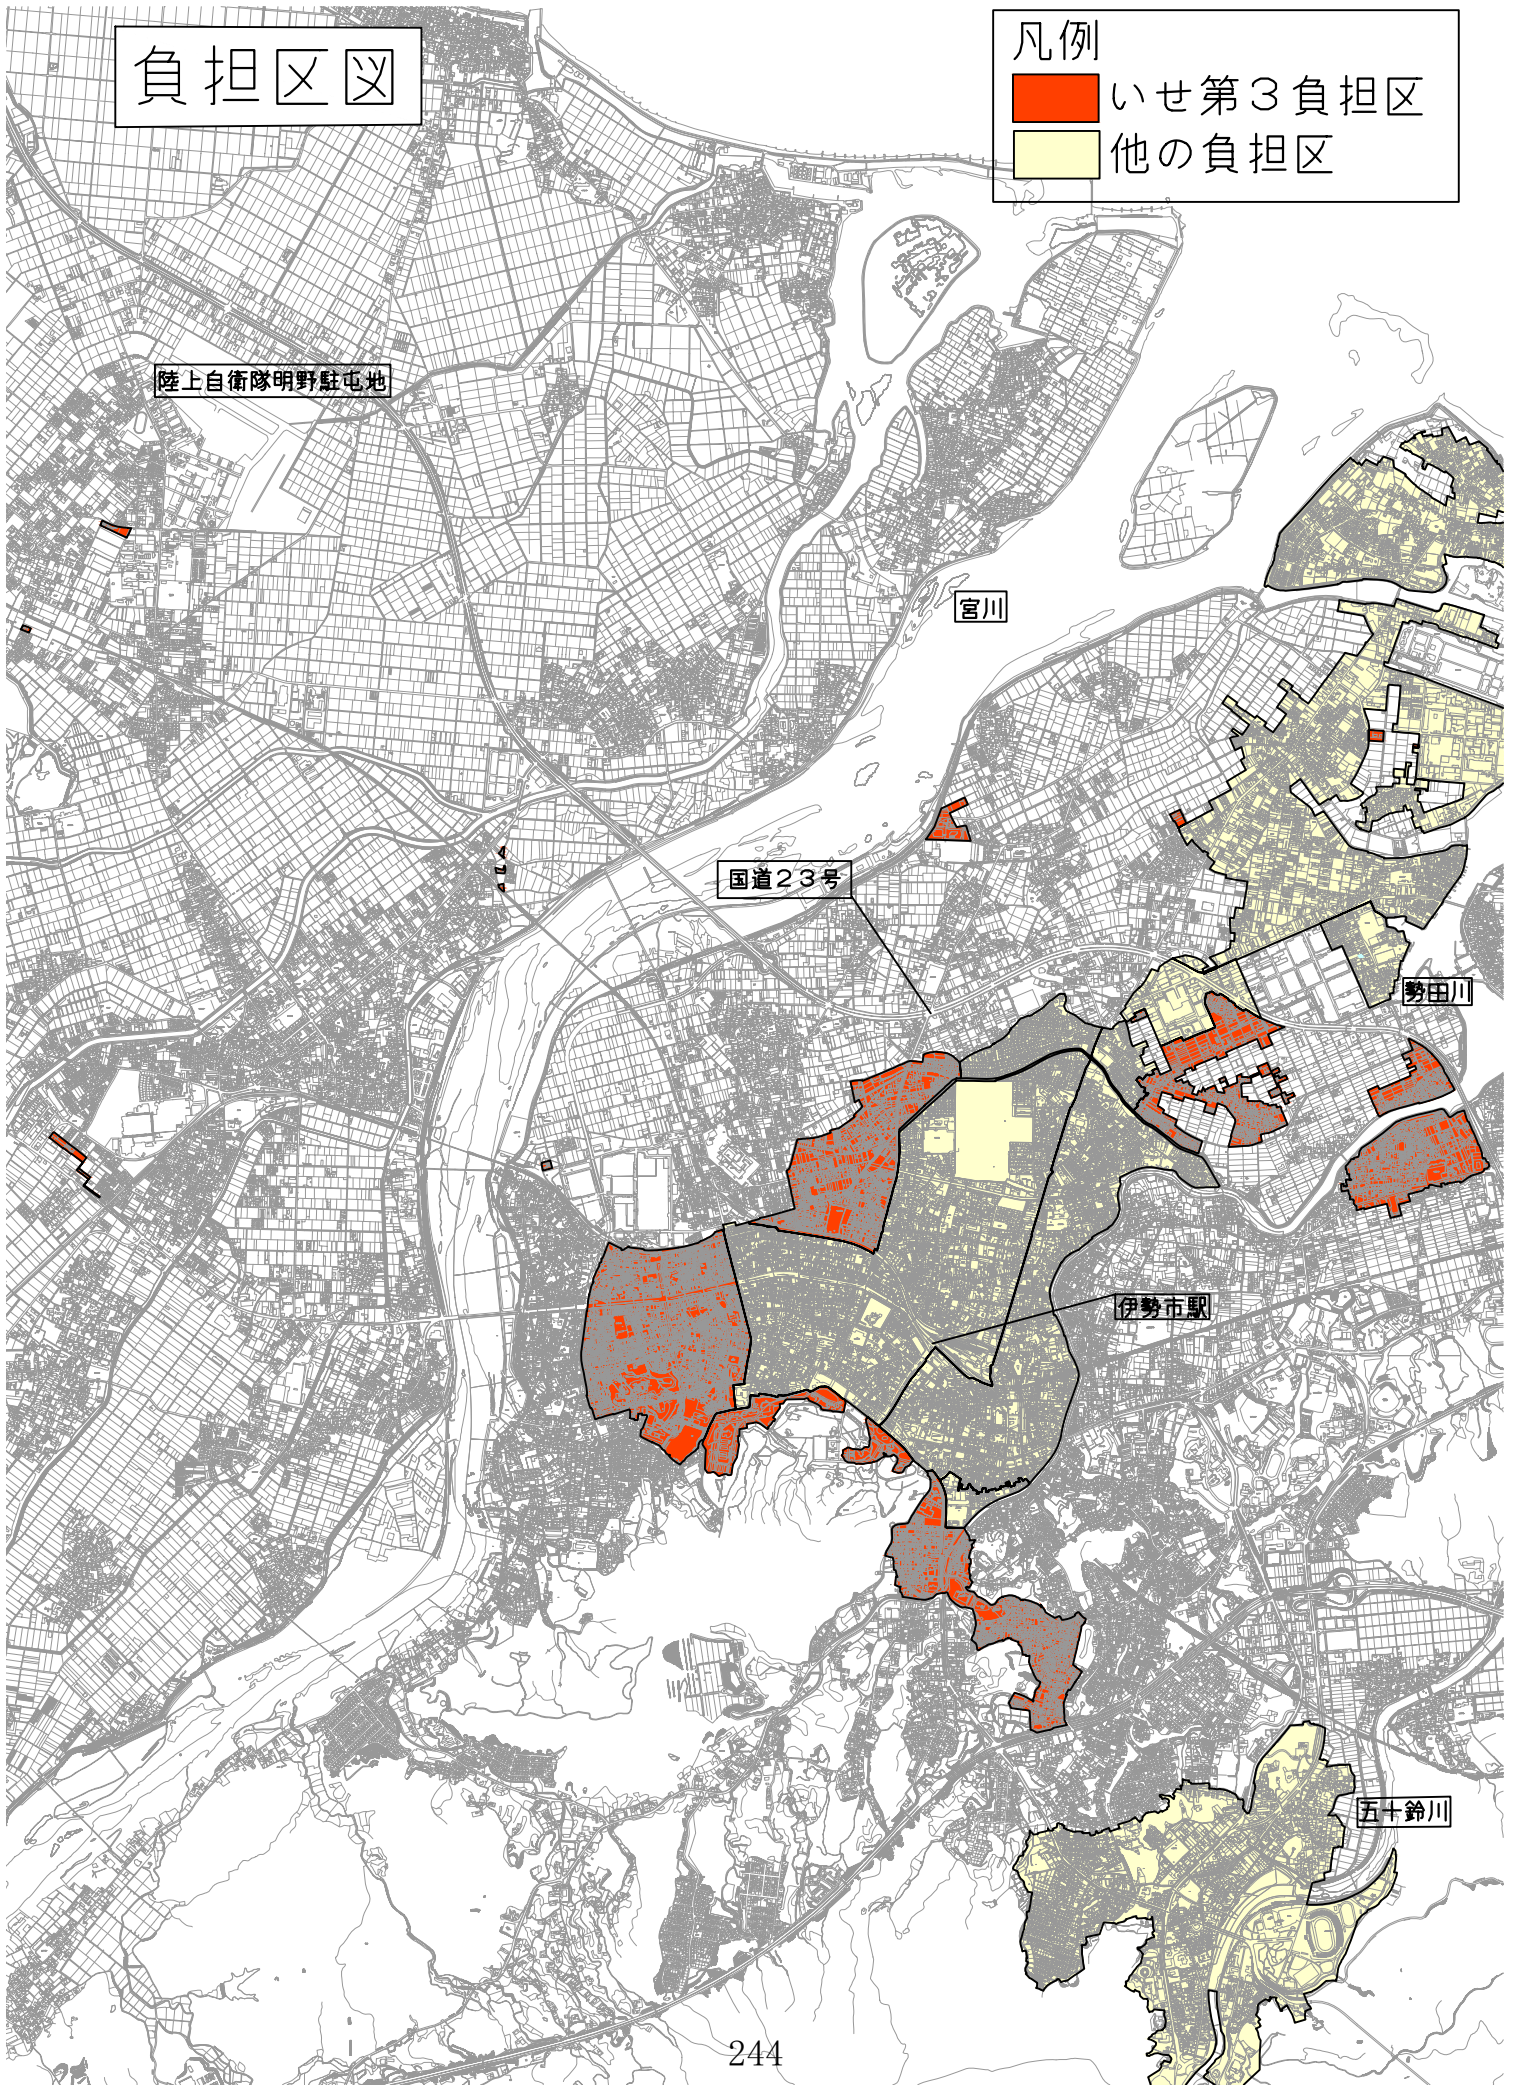 負担区図
凡例
いせ第３負担区
他の負担区
陸上自衛隊明野駐屯地
宮川
国道２３号
勢田川
伊勢市駅
五十鈴川
244